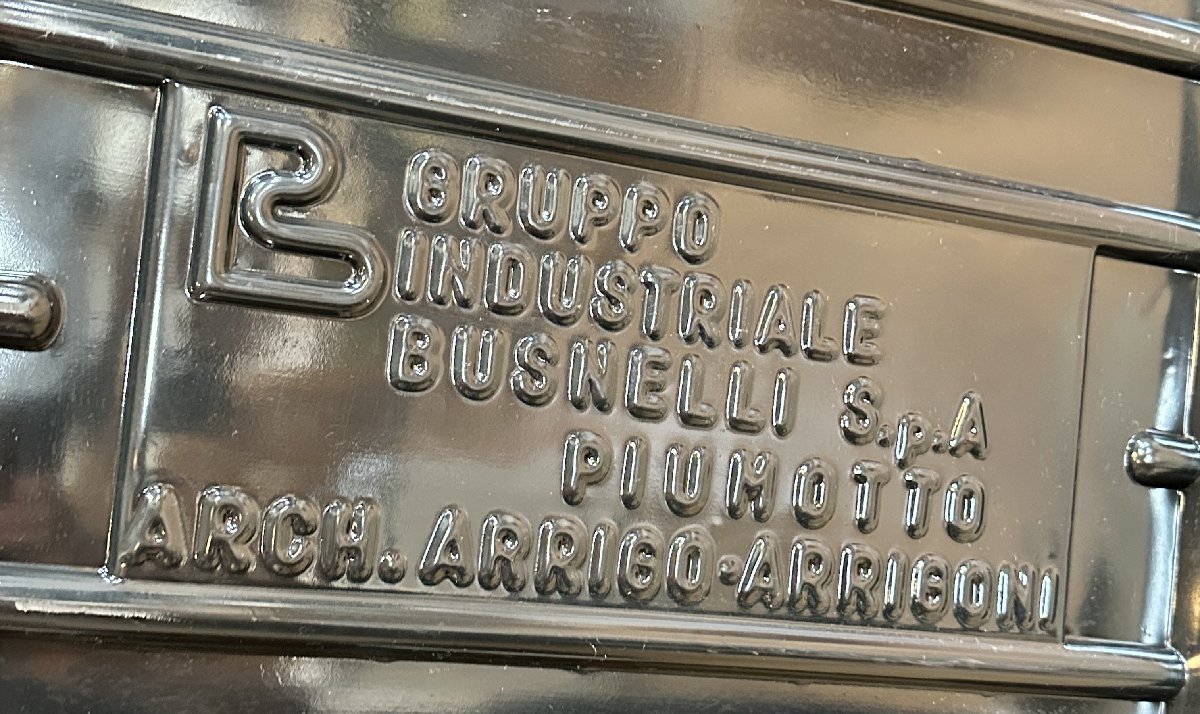 B
GRUPPO
INDUSTRIALE
BUSNELLI S.p.A
PIUMOTTO
ARCH. ARRIGO·ARRIGONI